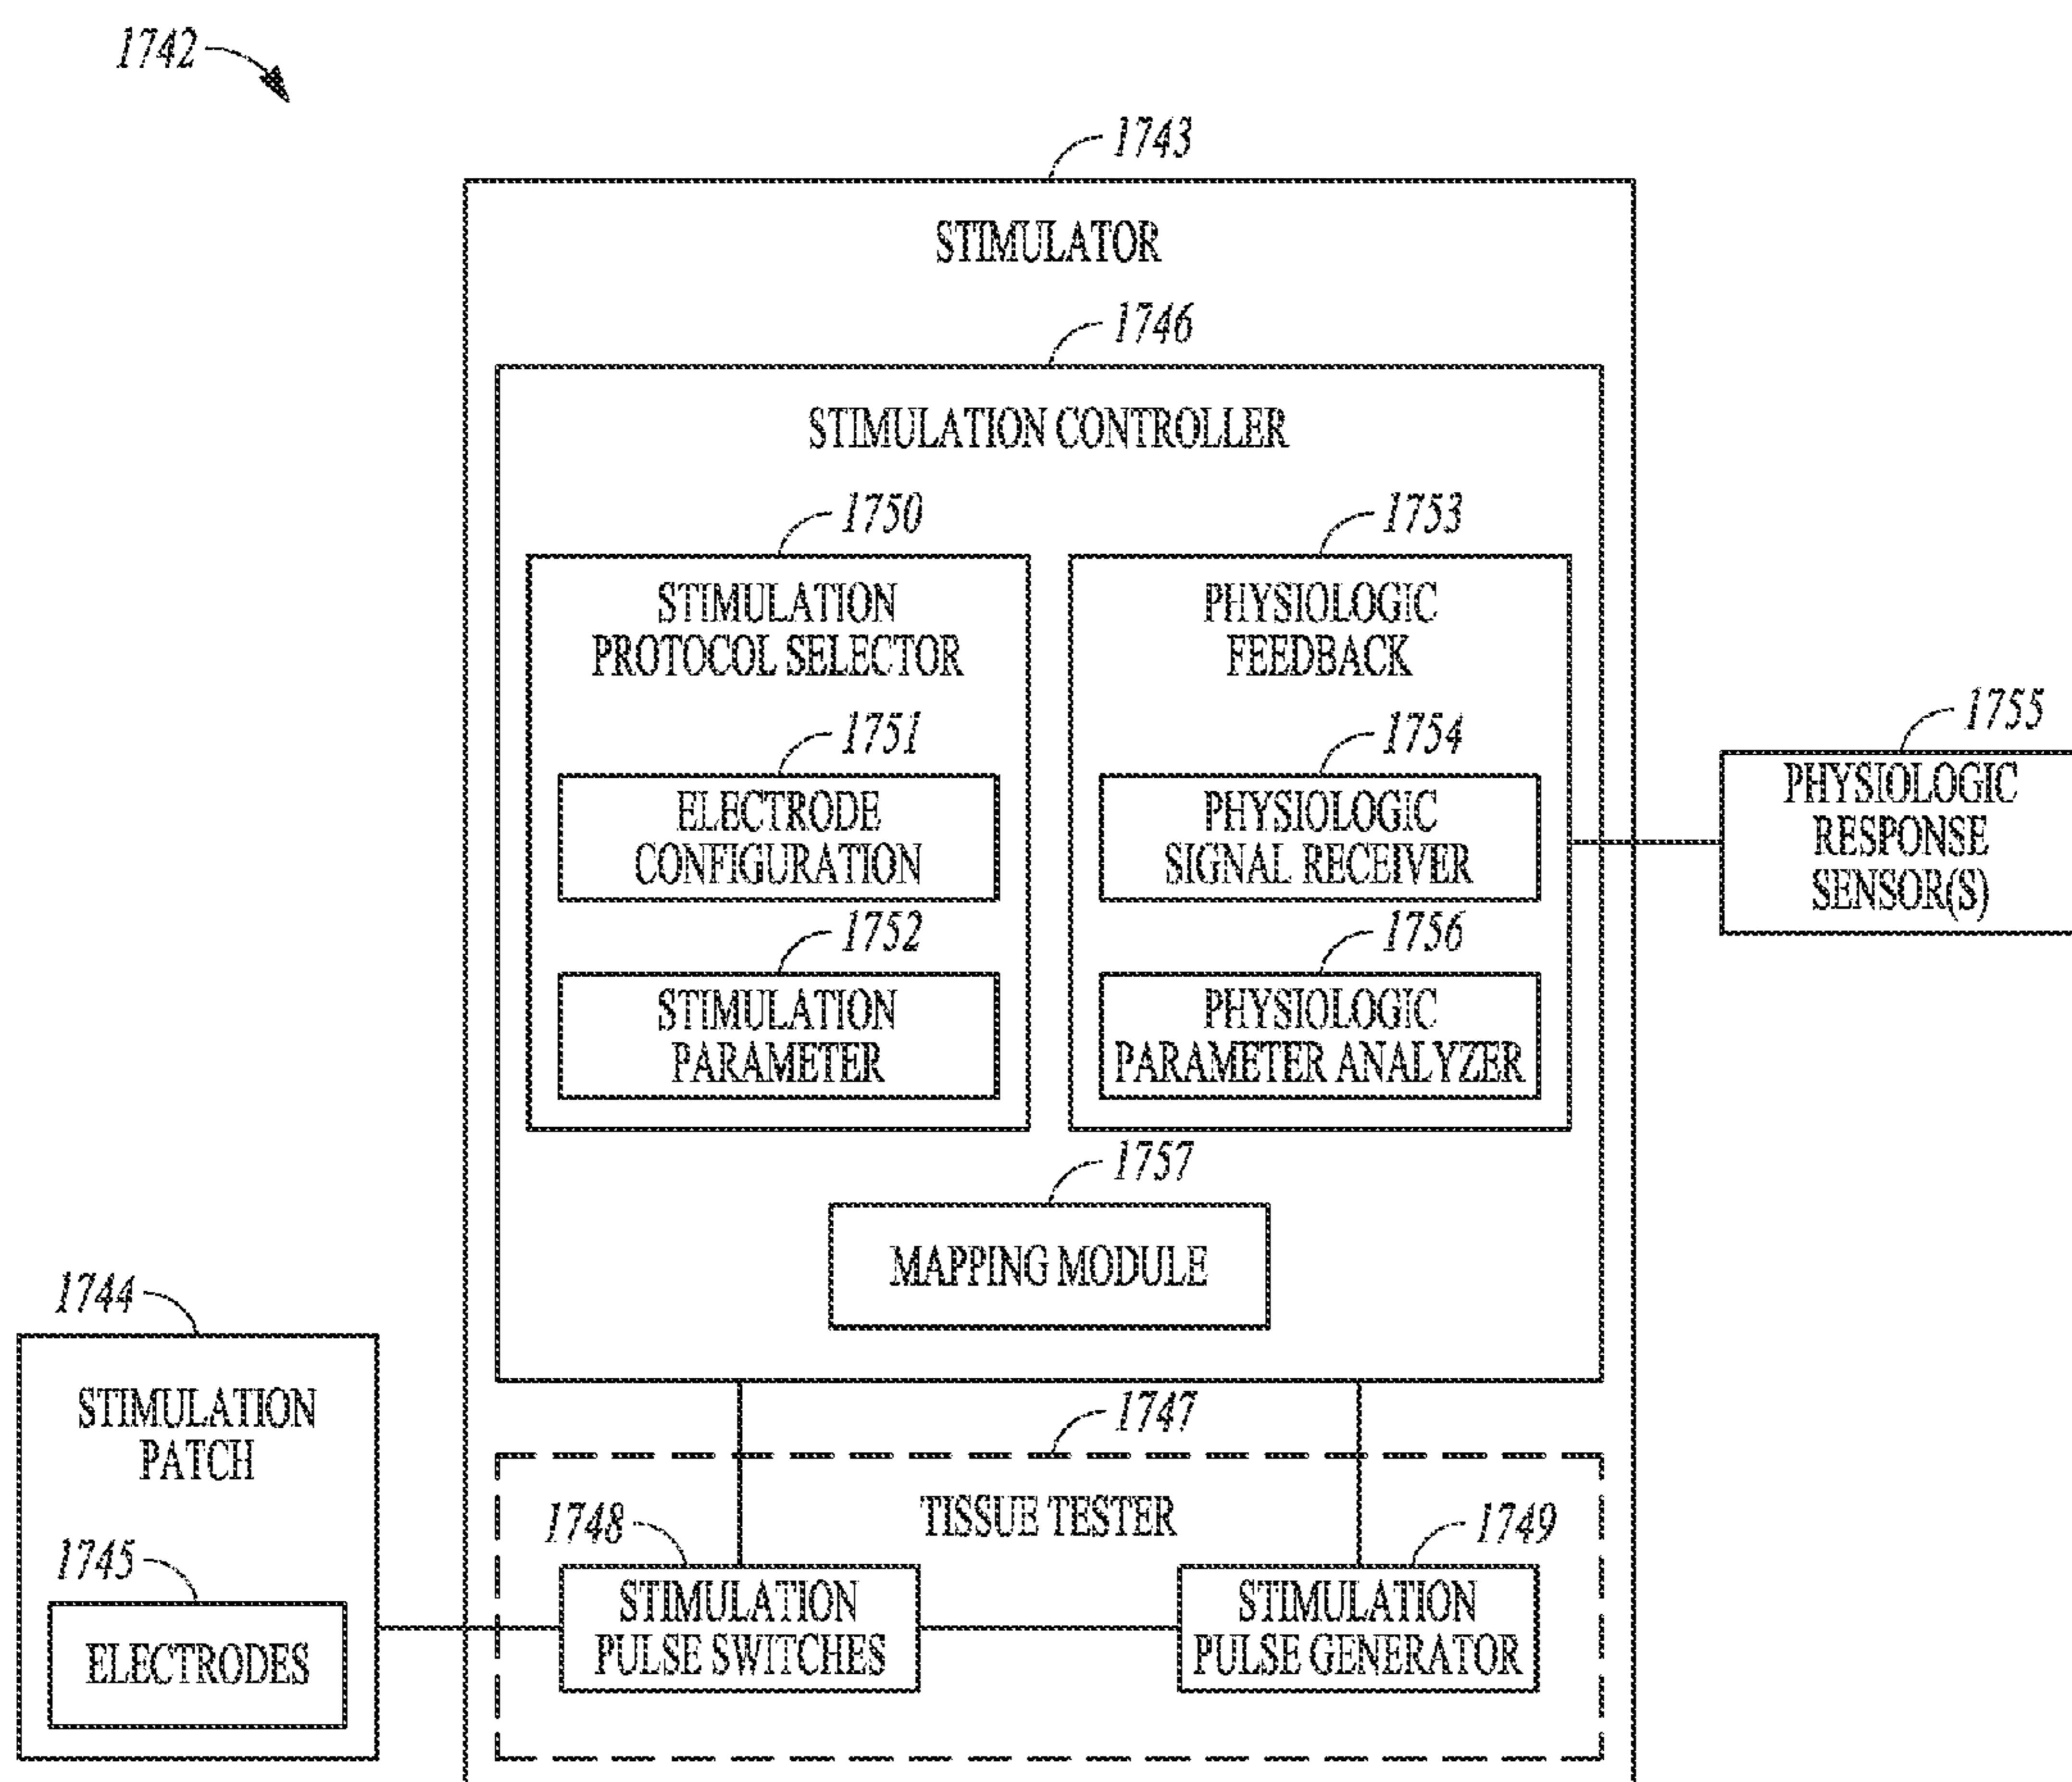 1742
1743
STIMULATOR
1746
STIMULATION CONTROLLER
1750
STIMULATION
PROTOCOL SELECTOR
1751
ELECTRODE
CONFIGURATION
1752
STIMULATION
PARAMETER
1753
PHYSIOLOGIC
FEEDBACK
1754
PHYSIOLOGIC
SIGNAL RECEIVER
1756
PHYSIOLOGIC
PARAMETER ANALYZER
1755
PHYSIOLOGIC
RESPONSE
SENSOR(S)
1757
MAPPING MODULE
1744
STIMULATION
PATCH
1745
ELECTRODES
1747
TISSUE TESTER
1748
STIMULATION
PULSE SWITCHES
1749
STIMULATION
PULSE GENERATOR